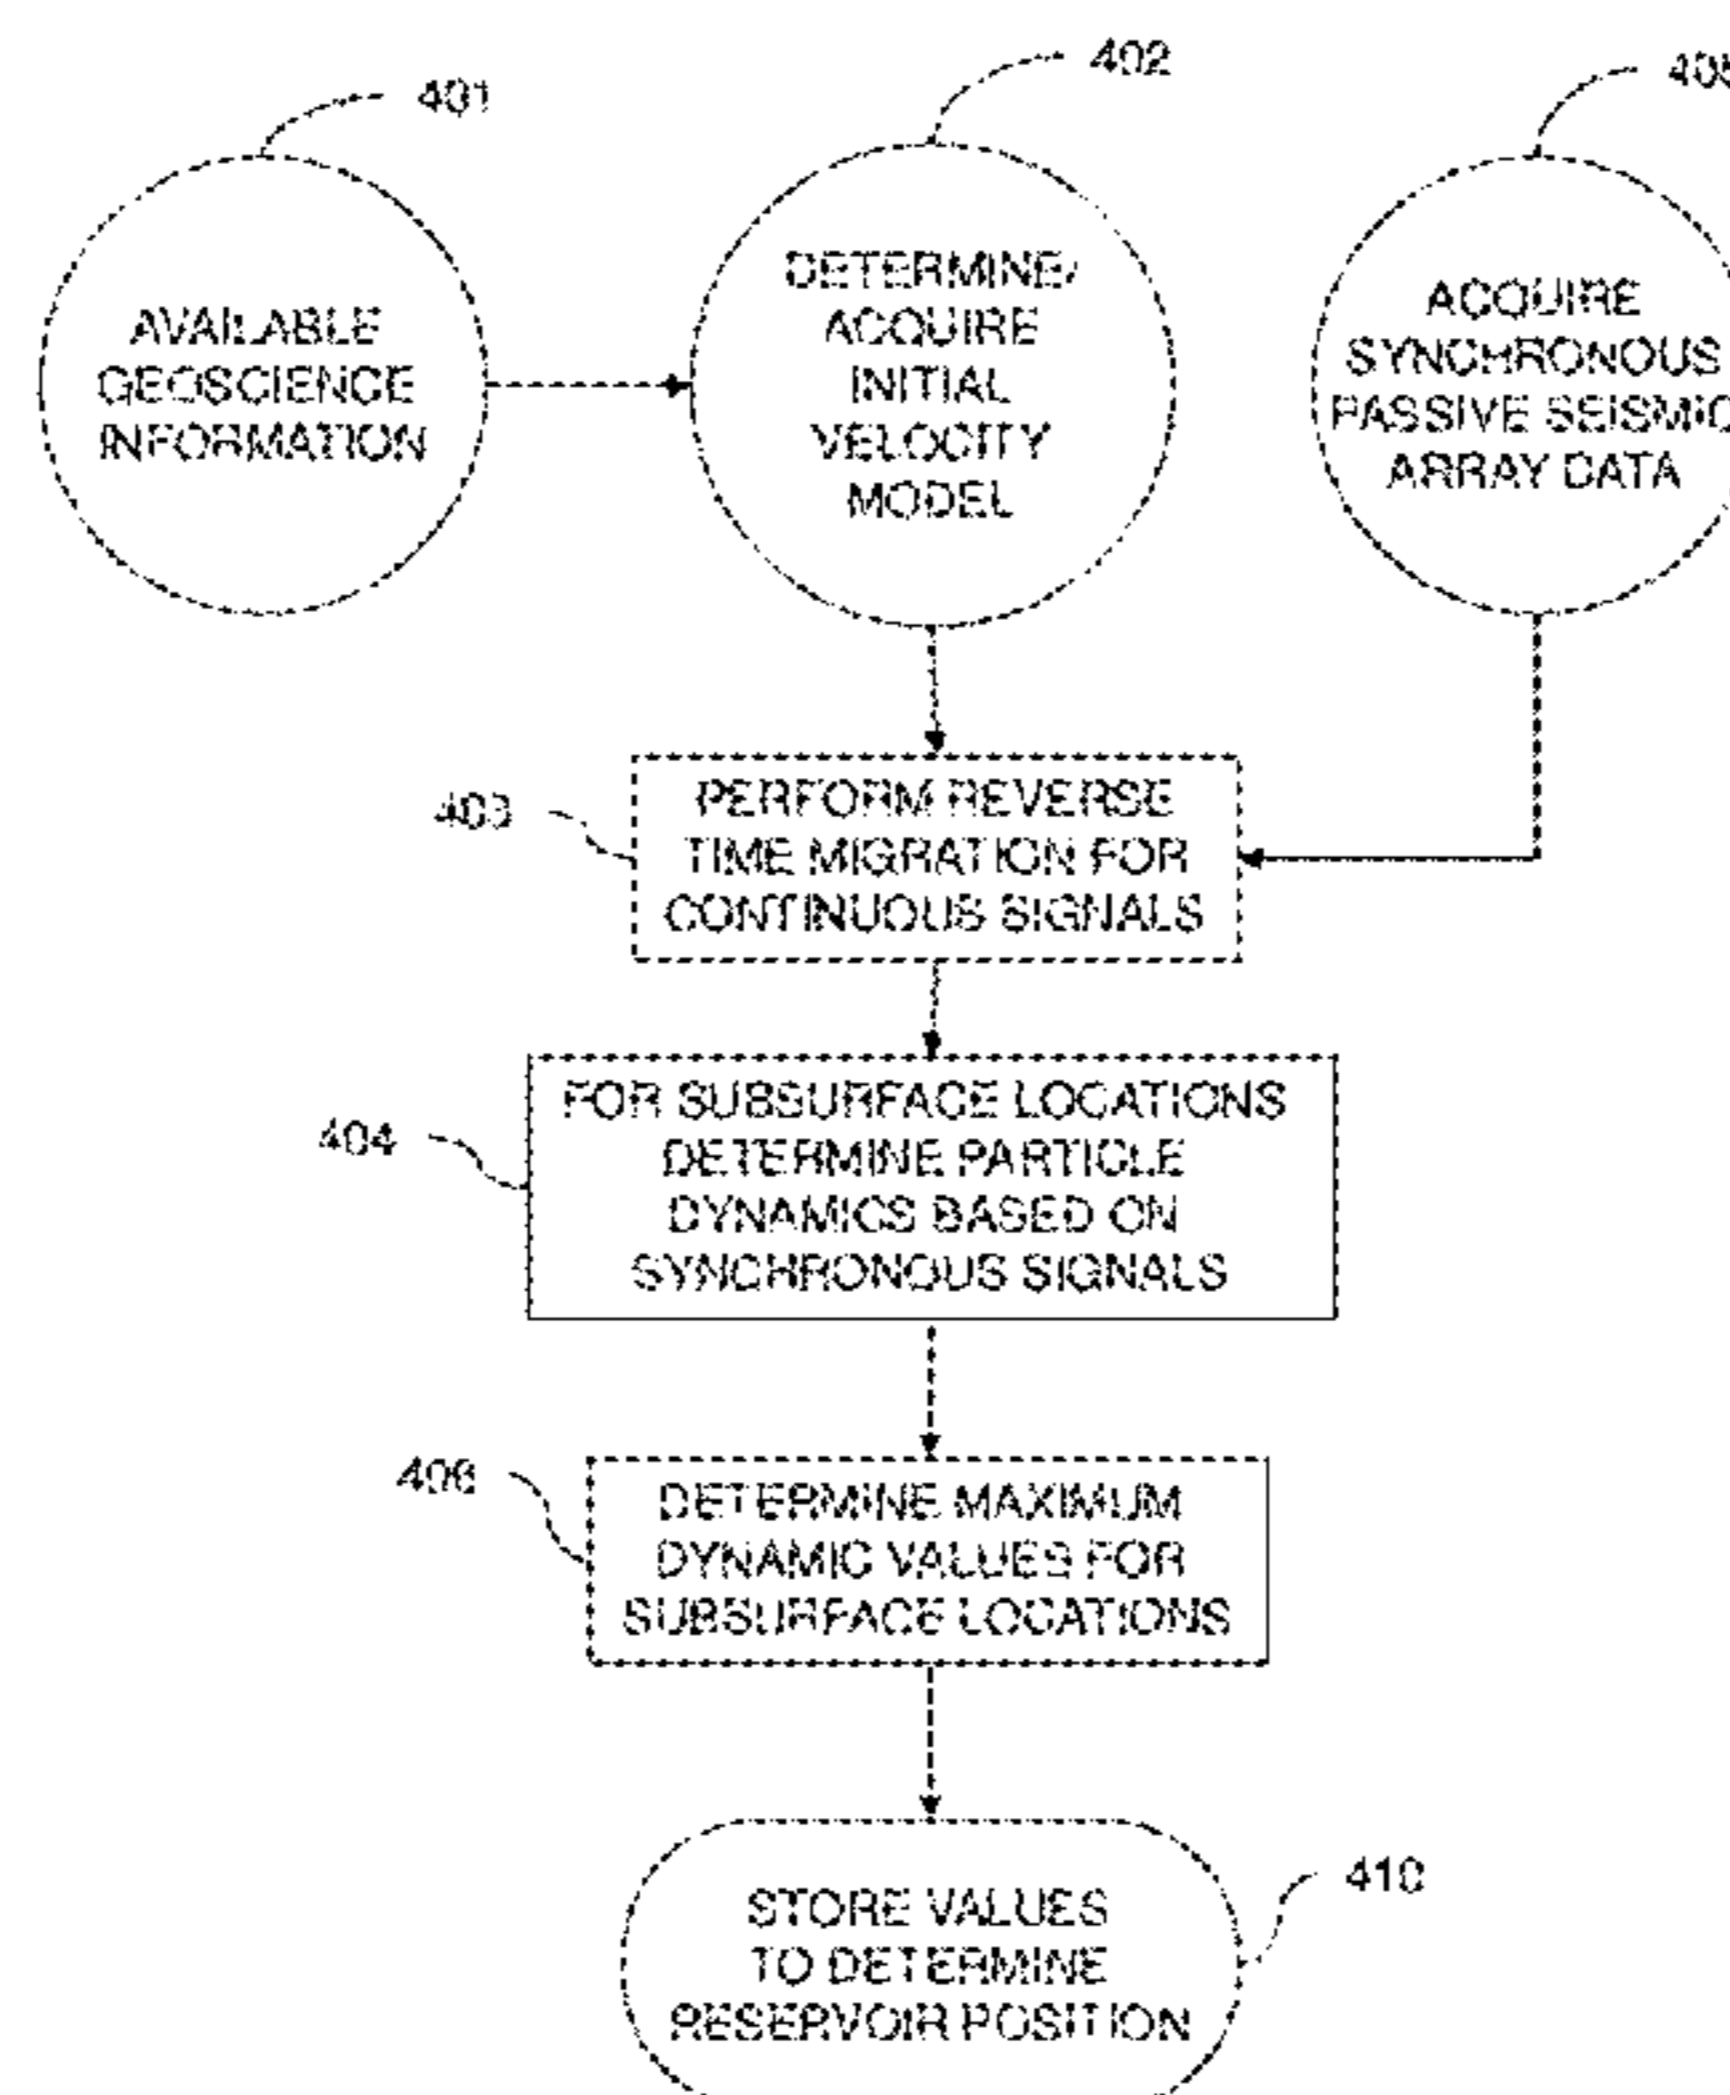 401
402
AVAILABLE
GEOSCIENCE
INFORMATION
DETERMINE/
ACQUIRE
INITIAL
VELOCITY
MODEL
ACQUIRE
SYNCHRONOUS
PASSIVE SEISMIC
ARRAY DATA
403
PERFORM REVERSE
TIME MIGRATION FOR
CONTINUOUS SIGNALS
404
FOR SUBSURFACE LOCATIONS
DETERMINE PARTICLE
DYNAMICS BASED ON
SYNCHRONOUS SIGNALS
406
DETERMINE MAXIMUM
DYNAMIC VALUES FOR
SUBSURFACE LOCATIONS
410
STORE VALUES
TO DETERMINE
RESERVOIR POSITION